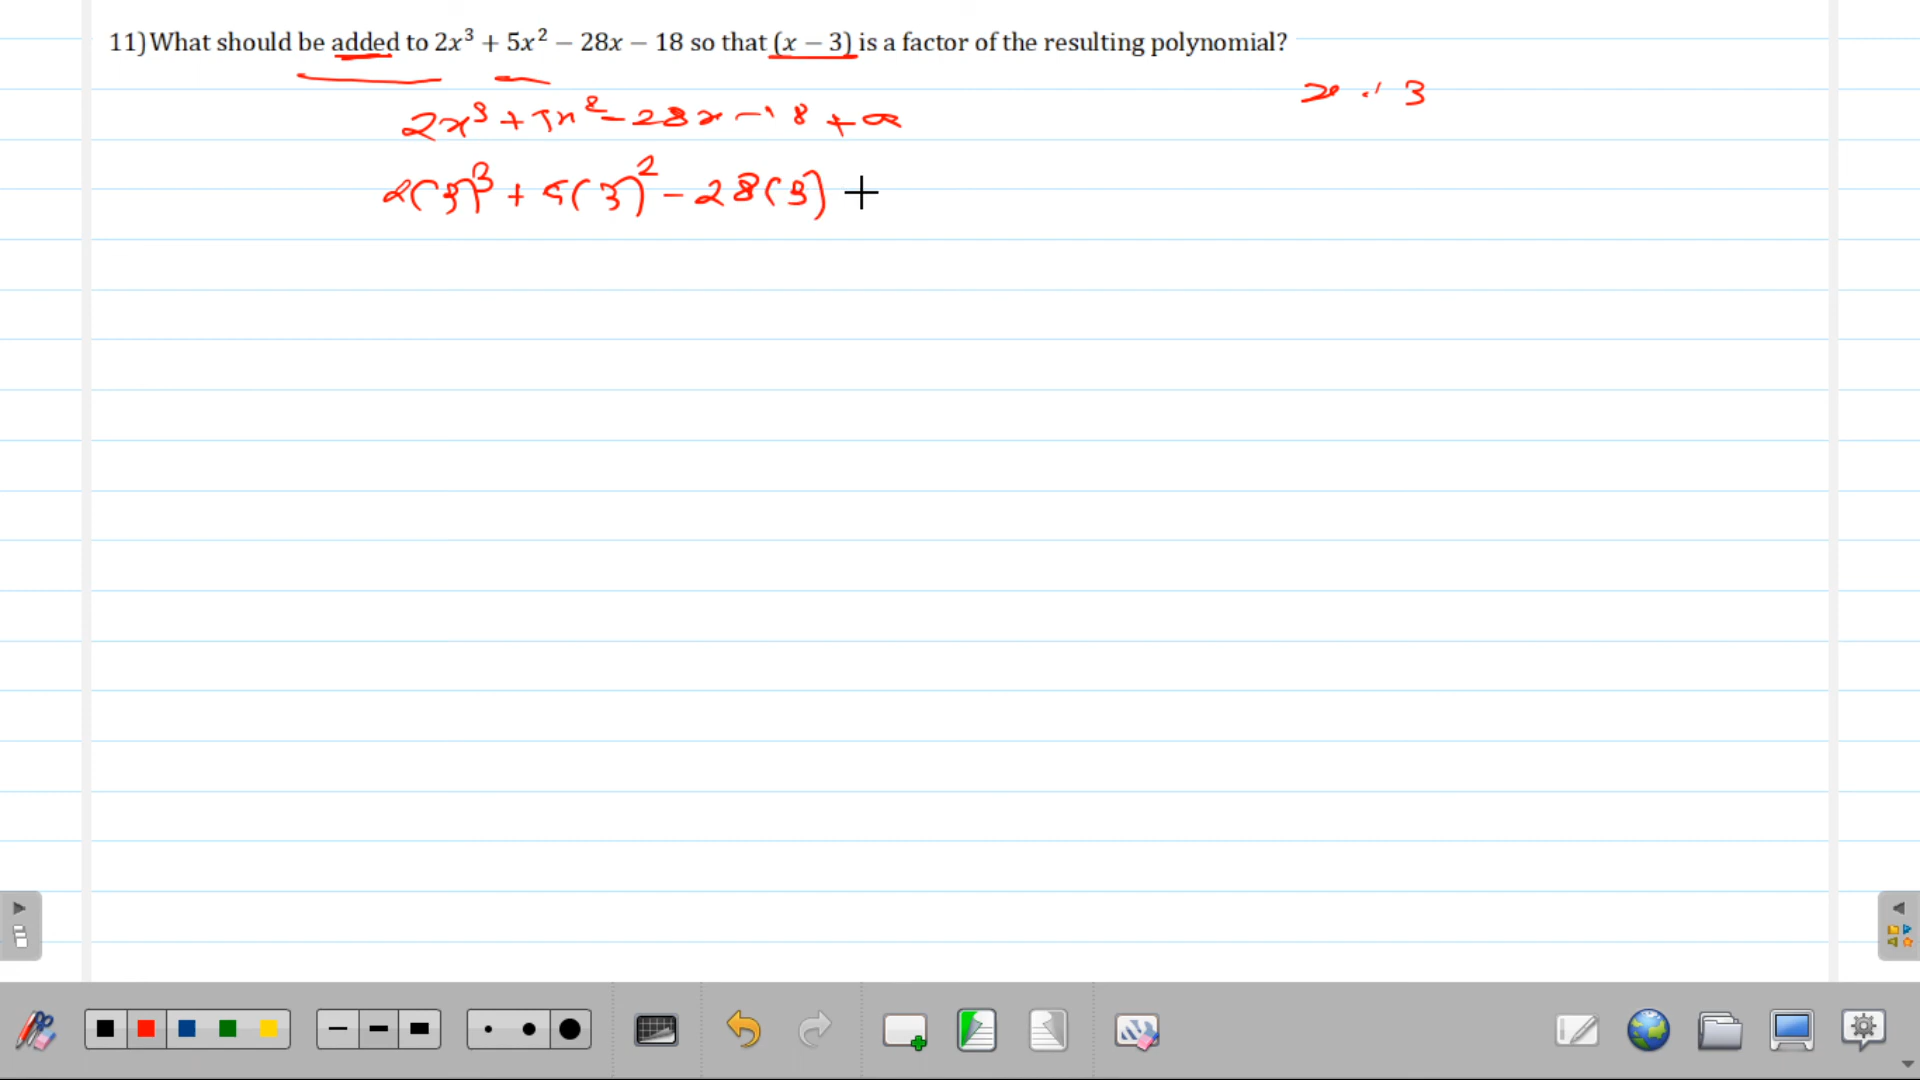 11)What should be added to 2x³ + 5x² − 28x − 18 so that (x − 3) is a factor of the resulting polynomial?
x = 3
2x³ + 5x² − 28x − 18 + a
2(3)³ + 5(3)² − 28(3)